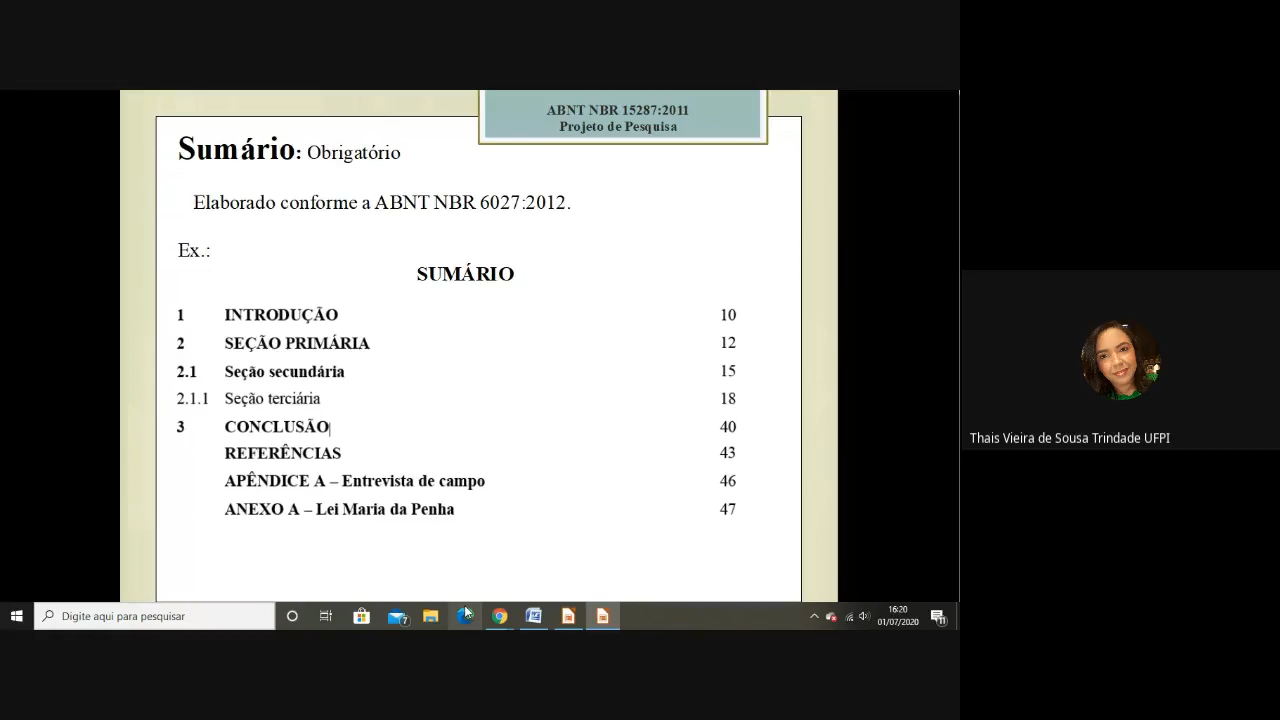 ABNT NBR 15287:2011
Projeto de Pesquisa
Sumário: Obrigatório
Elaborado conforme a ABNT NBR 6027:2012.
Ex.:
SUMÁRIO
1 INTRODUÇÃO 10
2 SEÇÃO PRIMÁRIA 12
2.1 Seção secundária 15
2.1.1 Seção terciária 18
3 CONCLUSÃO 40
REFERÊNCIAS 43
APÊNDICE A – Entrevista de campo 46
ANEXO A – Lei Maria da Penha 47
Thais Vieira de Sousa Trindade UFPI
Digite aqui para pesquisar
7
16:20
01/07/2020
11